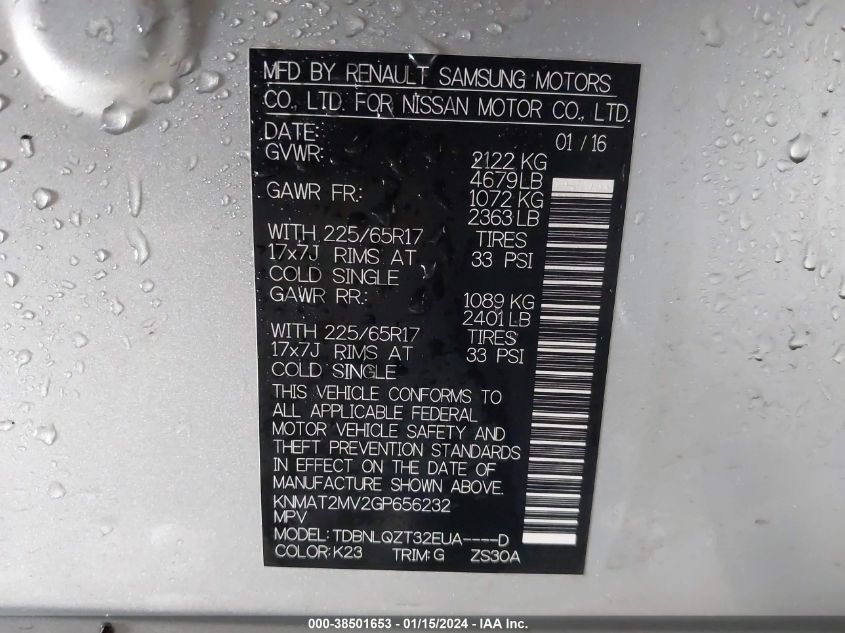 MFD BY RENAULT SAMSUNG MOTORS
CO., LTD. FOR NISSAN MOTOR CO., LTD.
DATE: 01 / 16
GVWR: 2122 KG
4679 LB
GAWR FR.: 1072 KG
2363 LB
WITH 225/65R17 TIRES
17x7J RIMS AT 33 PSI
COLD SINGLE
GAWR RR.: 1089 KG
2401 LB
WITH 225/65R17 TIRES
17x7J RIMS AT 33 PSI
COLD SINGLE
THIS VEHICLE CONFORMS TO
ALL APPLICABLE FEDERAL
MOTOR VEHICLE SAFETY AND
THEFT PREVENTION STANDARDS
IN EFFECT ON THE DATE OF
MANUFACTURE SHOWN ABOVE.
KNMAT2MV2GP656232
MPV
MODEL: TDBNLQZT32EUA----D
COLOR: K23 TRIM: G ZS30A
000-38501653 - 01/15/2024 - IAA Inc.